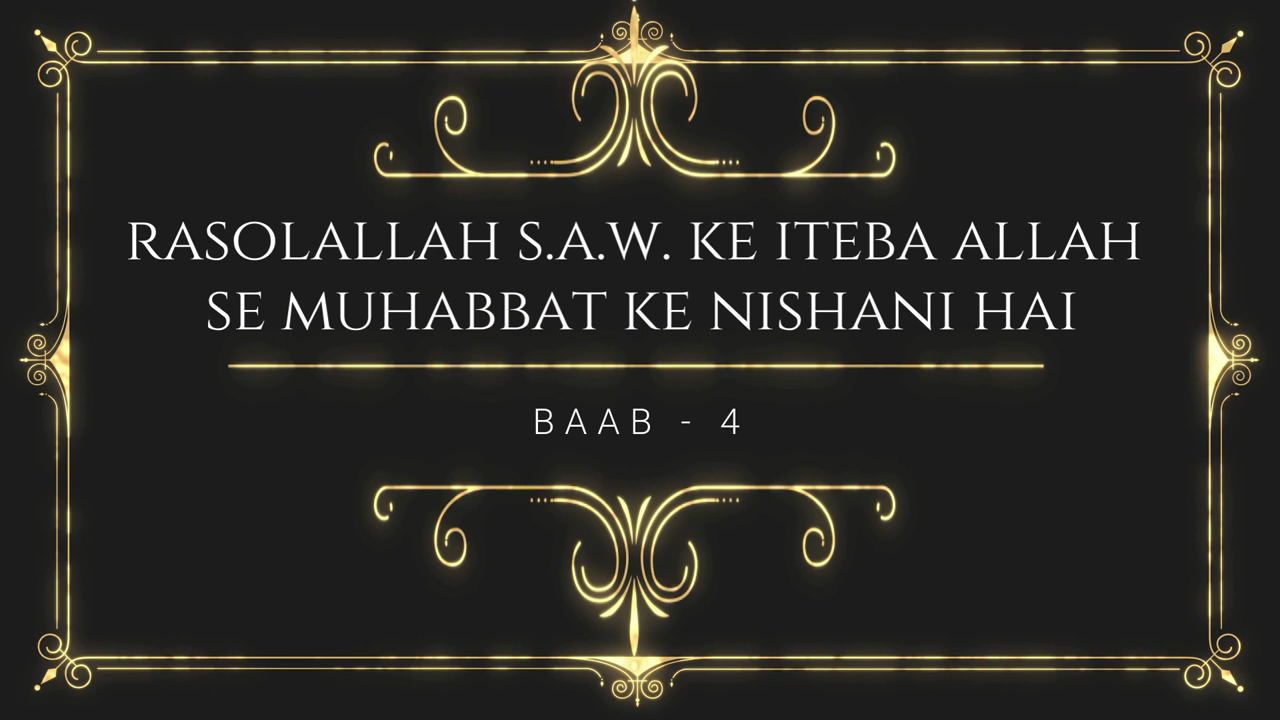 RASOLALLAH S.A.W. KE ITEBA ALLAH
SE MUHABBAT KE NISHANI HAI
BAAB - 4